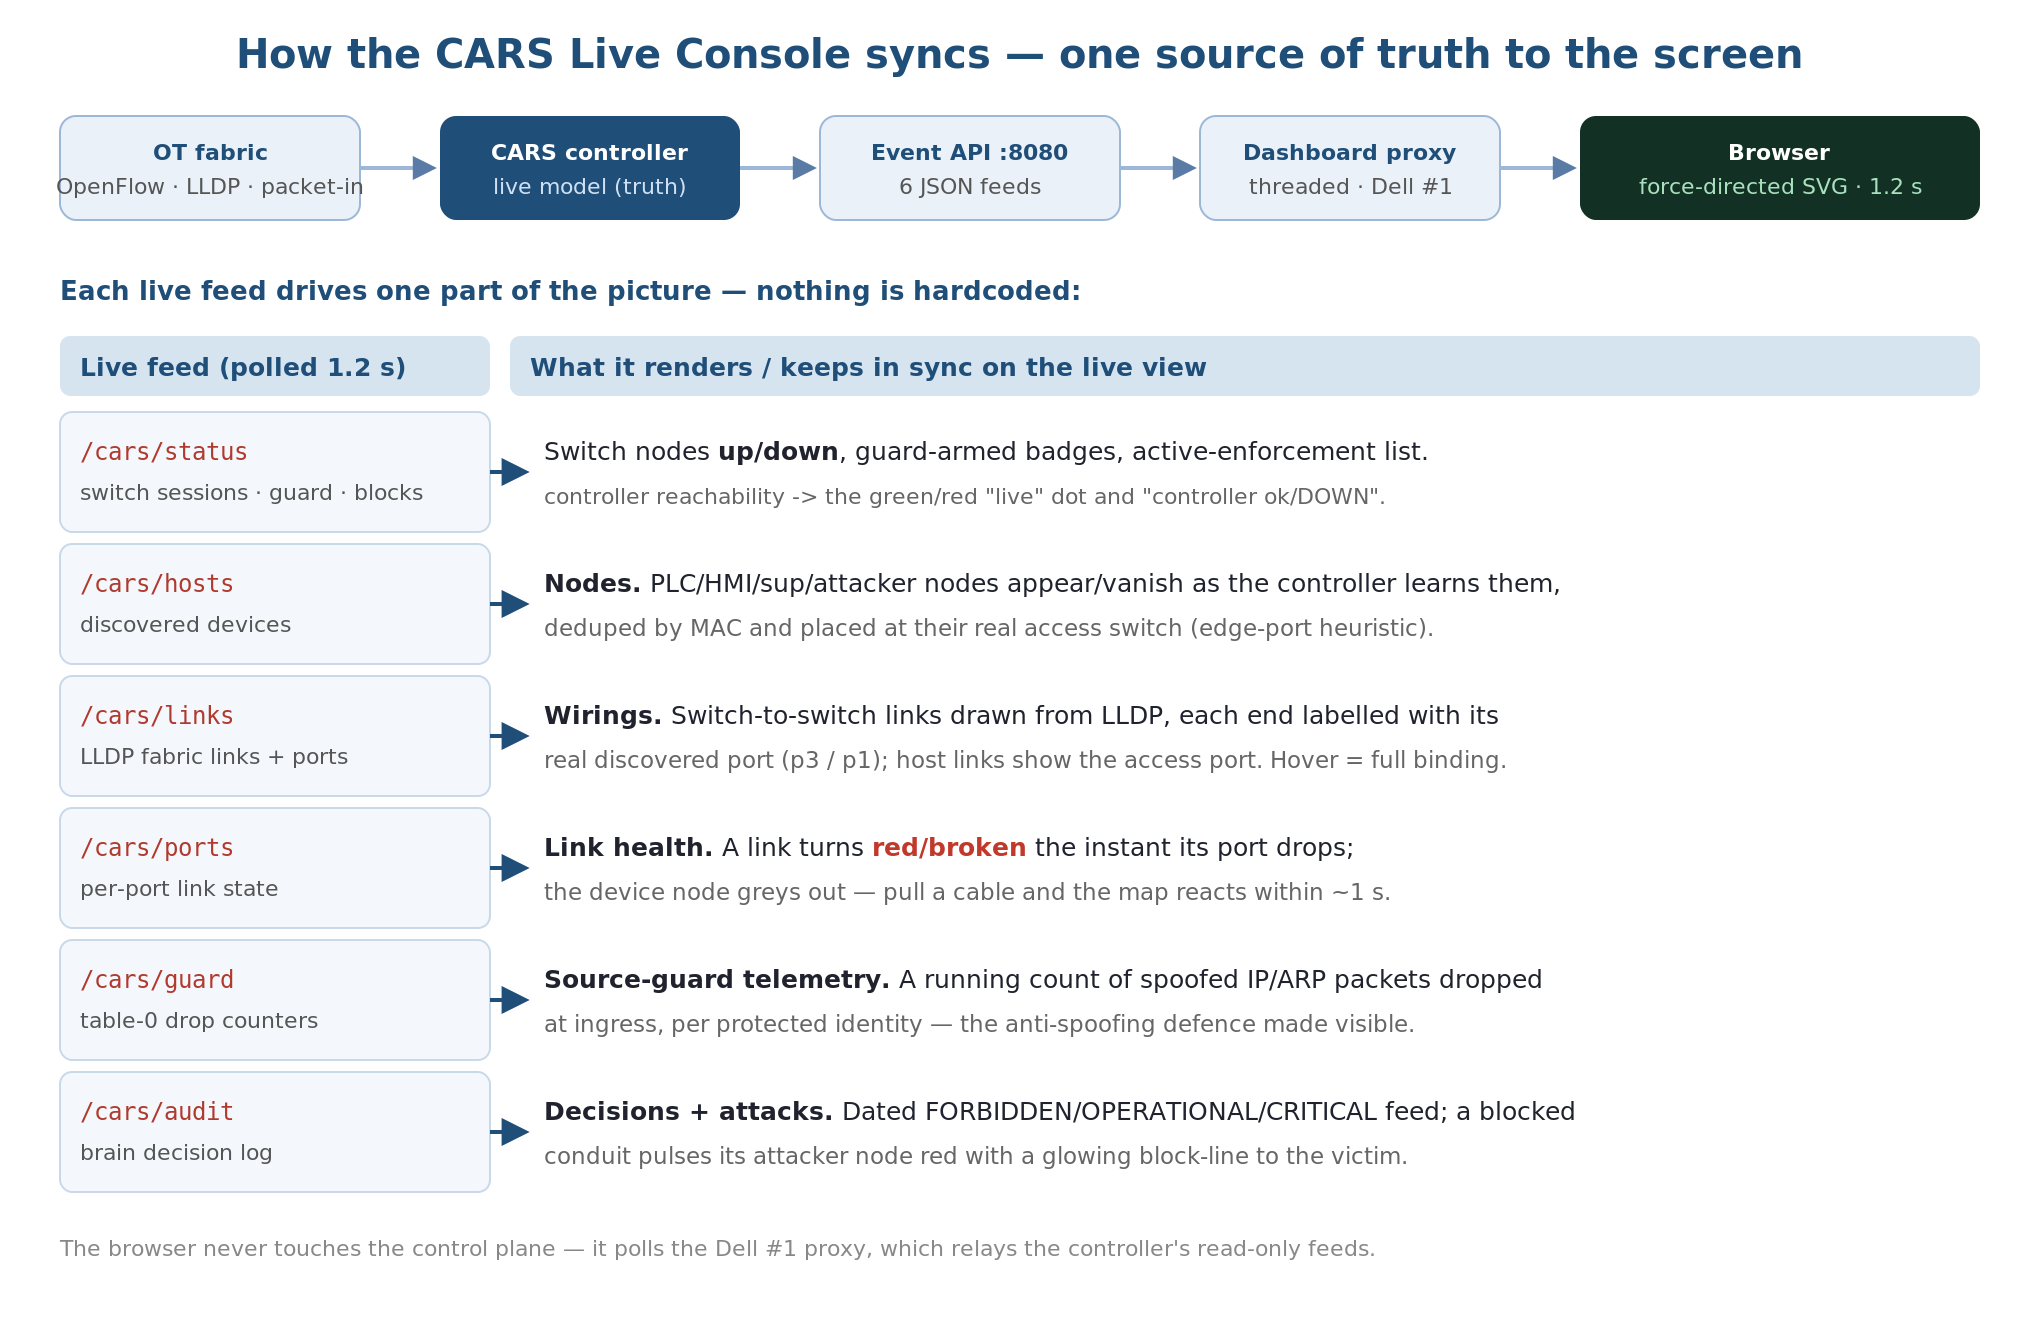 How the CARS Live Console syncs — one source of truth to the screen
OT fabric
OpenFlow · LLDP · packet-in
CARS controller
live model (truth)
Event API :8080
6 JSON feeds
Dashboard proxy
threaded · Dell #1
Browser
force-directed SVG · 1.2 s
Each live feed drives one part of the picture — nothing is hardcoded:
Live feed (polled 1.2 s)
What it renders / keeps in sync on the live view
/cars/status
switch sessions · guard · blocks
Switch nodes up/down, guard-armed badges, active-enforcement list.
controller reachability -> the green/red "live" dot and "controller ok/DOWN".
/cars/hosts
discovered devices
Nodes. PLC/HMI/sup/attacker nodes appear/vanish as the controller learns them,
deduped by MAC and placed at their real access switch (edge-port heuristic).
/cars/links
LLDP fabric links + ports
Wirings. Switch-to-switch links drawn from LLDP, each end labelled with its
real discovered port (p3 / p1); host links show the access port. Hover = full binding.
/cars/ports
per-port link state
Link health. A link turns red/broken the instant its port drops;
the device node greys out — pull a cable and the map reacts within ~1 s.
/cars/guard
table-0 drop counters
Source-guard telemetry. A running count of spoofed IP/ARP packets dropped
at ingress, per protected identity — the anti-spoofing defence made visible.
/cars/audit
brain decision log
Decisions + attacks. Dated FORBIDDEN/OPERATIONAL/CRITICAL feed; a blocked
conduit pulses its attacker node red with a glowing block-line to the victim.
The browser never touches the control plane — it polls the Dell #1 proxy, which relays the controller's read-only feeds.